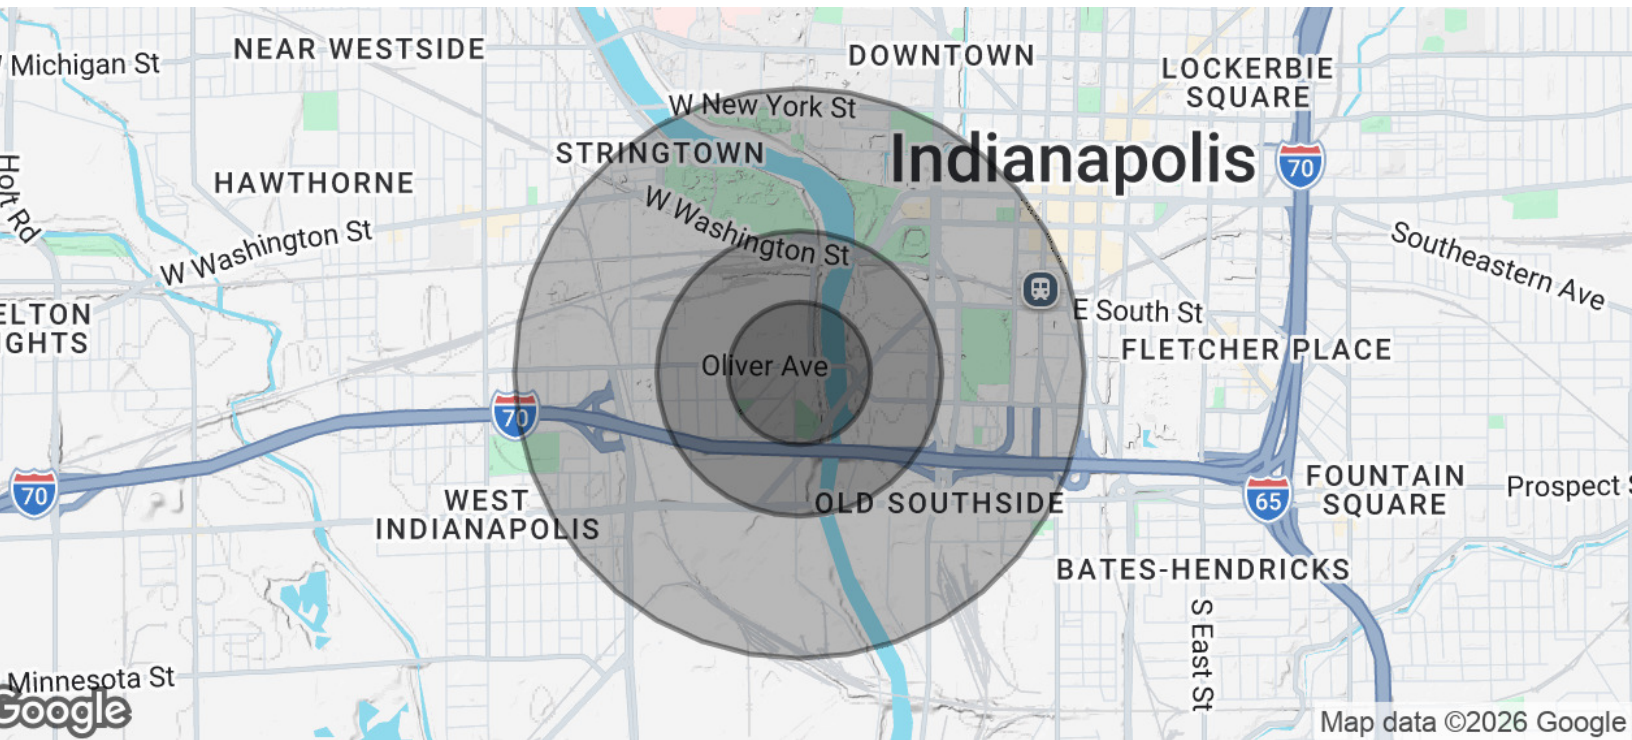 NEAR WESTSIDE
DOWNTOWN
Michigan St
LOCKERBIE
SQUARE
W New York St
STRINGTOWN
Indianapolis
70
HAWTHORNE
Holt Rd
W Washington St
W Washington St
Southeastern Ave
ELTON
IGHTS
E South St
FLETCHER PLACE
Oliver Ave
70
70
WEST
INDIANAPOLIS
OLD SOUTHSIDE
65
FOUNTAIN
SQUARE
Prospect S
BATES-HENDRICKS
S East St
Minnesota St
Google
Map data ©2026 Google